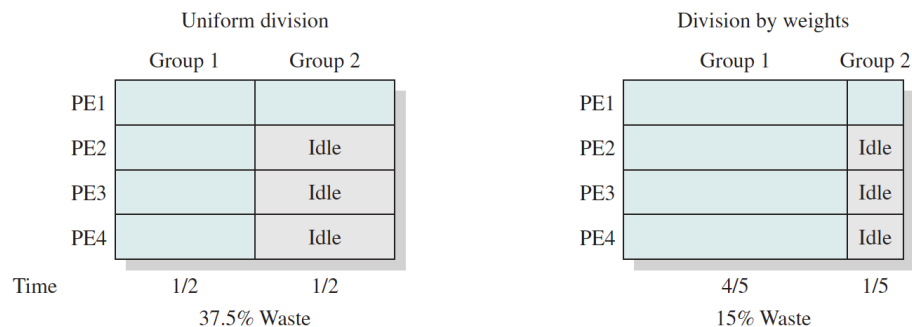 Uniform division
Group 1 Group 2
PE1
PE2 Idle
PE3 Idle
PE4 Idle
Time 1/2 1/2
37.5% Waste
Division by weights
Group 1 Group 2
PE1
PE2 Idle
PE3 Idle
PE4 Idle
4/5 1/5
15% Waste